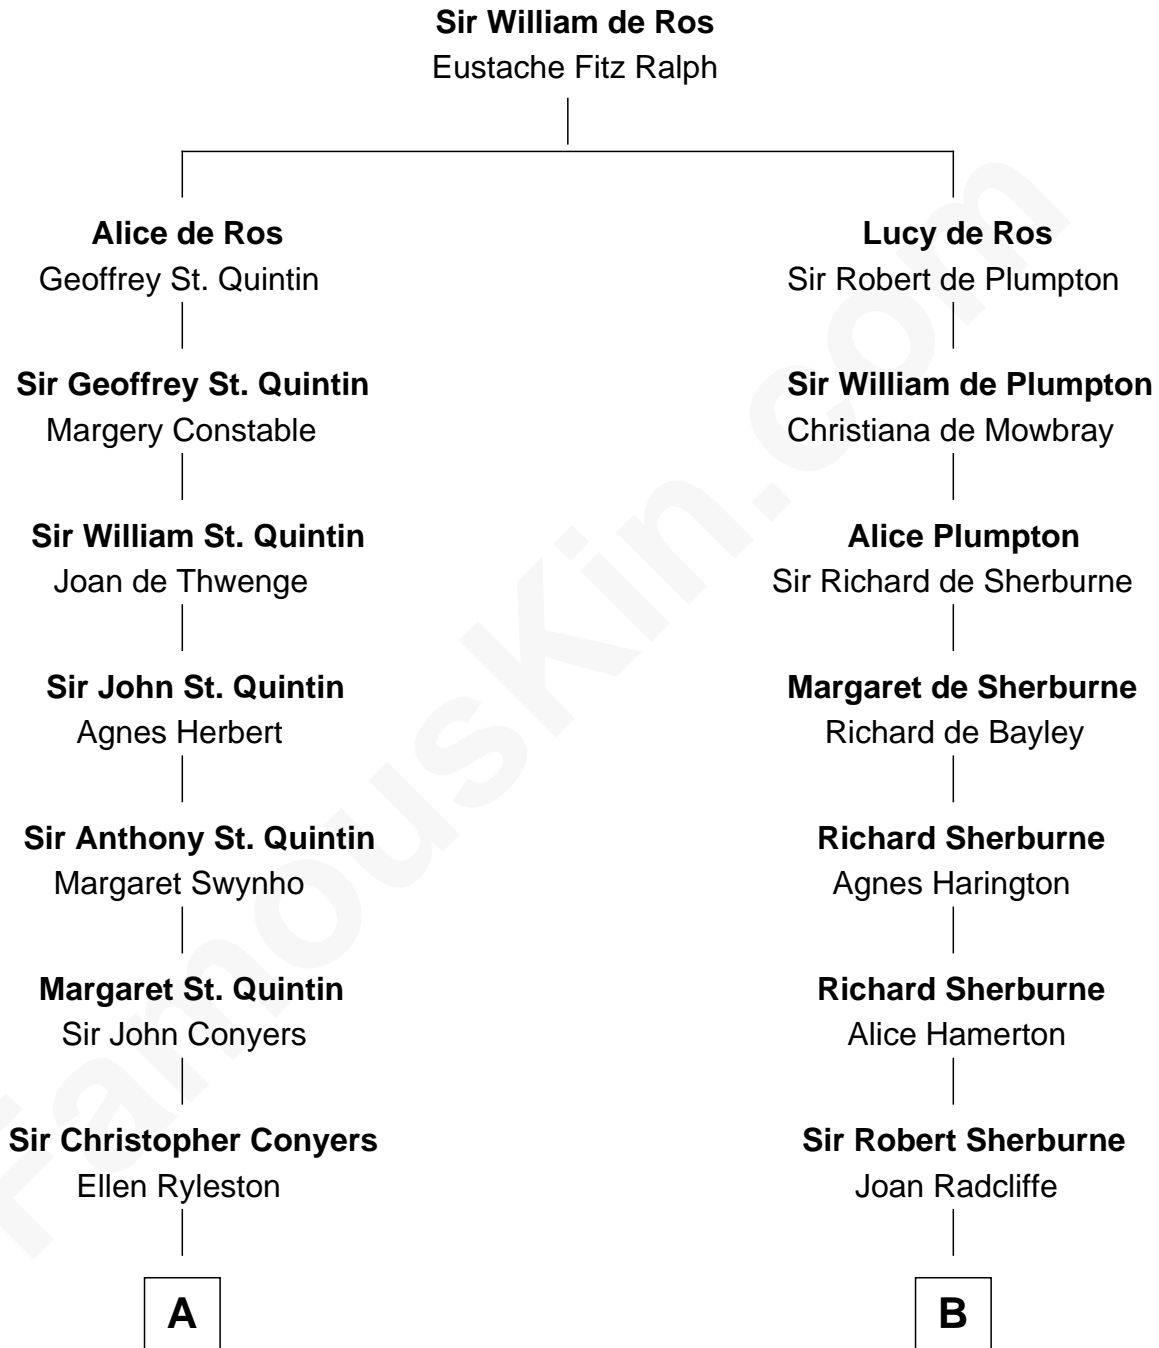 Sir William de Ros
Eustache Fitz Ralph
Alice de Ros
Geoffrey St. Quintin
Lucy de Ros
Sir Robert de Plumpton
Sir Geoffrey St. Quintin
Margery Constable
Sir William de Plumpton
Christiana de Mowbray
Sir William St. Quintin
Joan de Thwenge
Alice Plumpton
Sir Richard de Sherburne
Sir John St. Quintin
Agnes Herbert
Margaret de Sherburne
Richard de Bayley
Sir Anthony St. Quintin
Margaret Swynho
Richard Sherburne
Agnes Harington
Margaret St. Quintin
Sir John Conyers
Richard Sherburne
Alice Hamerton
Sir Christopher Conyers
Ellen Ryleston
Sir Robert Sherburne
Joan Radcliffe
A
B
FamousKin.com